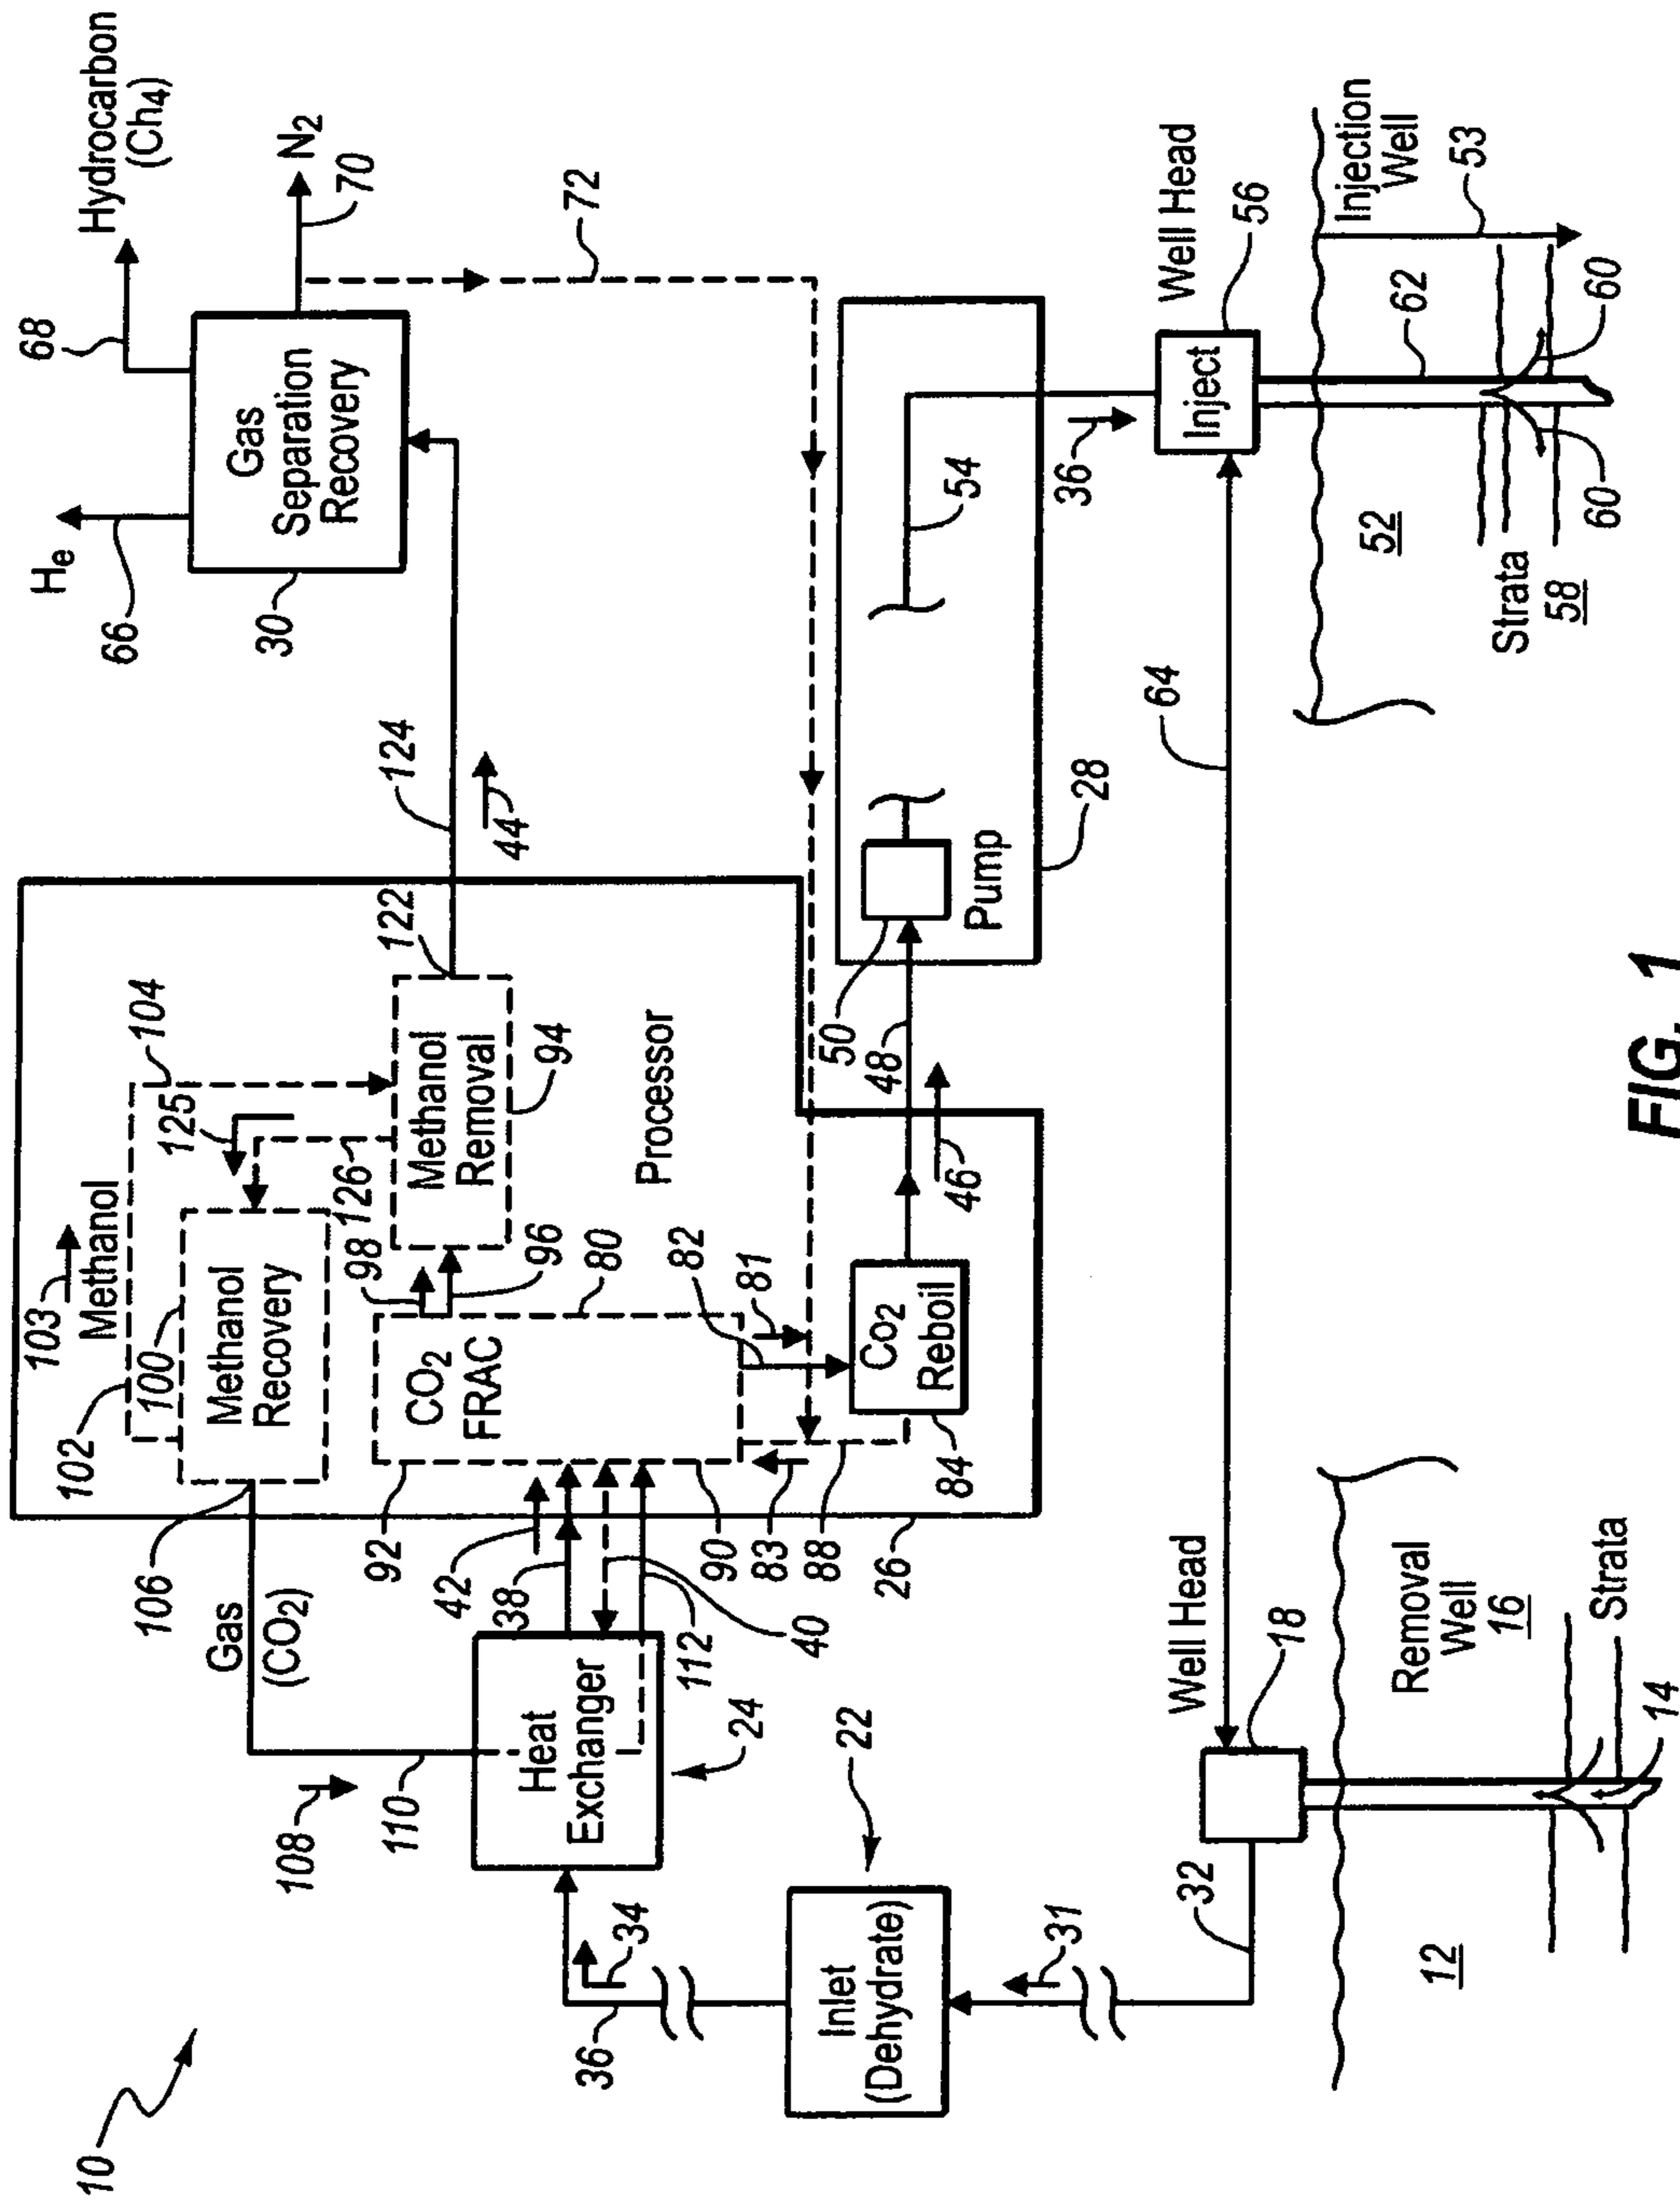 10
108
110
106
Gas
(CO2)
102
100
103
Methanol
Methanol
Recovery
125
104
126
98
96
Methanol
Removal
94
122
124
44
He
66
30
Gas
Separation
Recovery
68
Hydrocarbon
(Ch4)
N2
70
72
36
34
Heat
Exchanger
24
42
38
112
40
92
90
CO2
FRAC
80
82
81
83
88
26
Processor
Co2
Reboil
84
46
48
50
Pump
28
54
36
Inlet
(Dehydrate)
22
31
32
Well Head
18
64
Well Head
Inject
56
12
Removal
Well
16
Strata
14
52
Strata
58
60
60
62
Injection
Well
53
FIG. 1